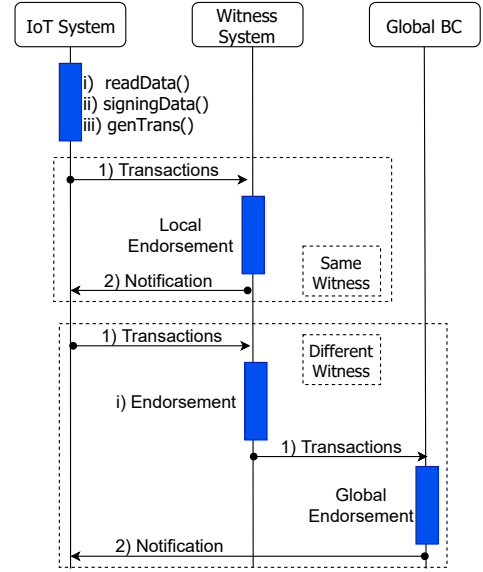 IoT System
Witness
System
Global BC
i) readData()
ii) signingData()
iii) genTrans()
1) Transactions
Local
Endorsement
Same
Witness
2) Notification
1) Transactions
Different
Witness
i) Endorsement
1) Transactions
Global
Endorsement
2) Notification